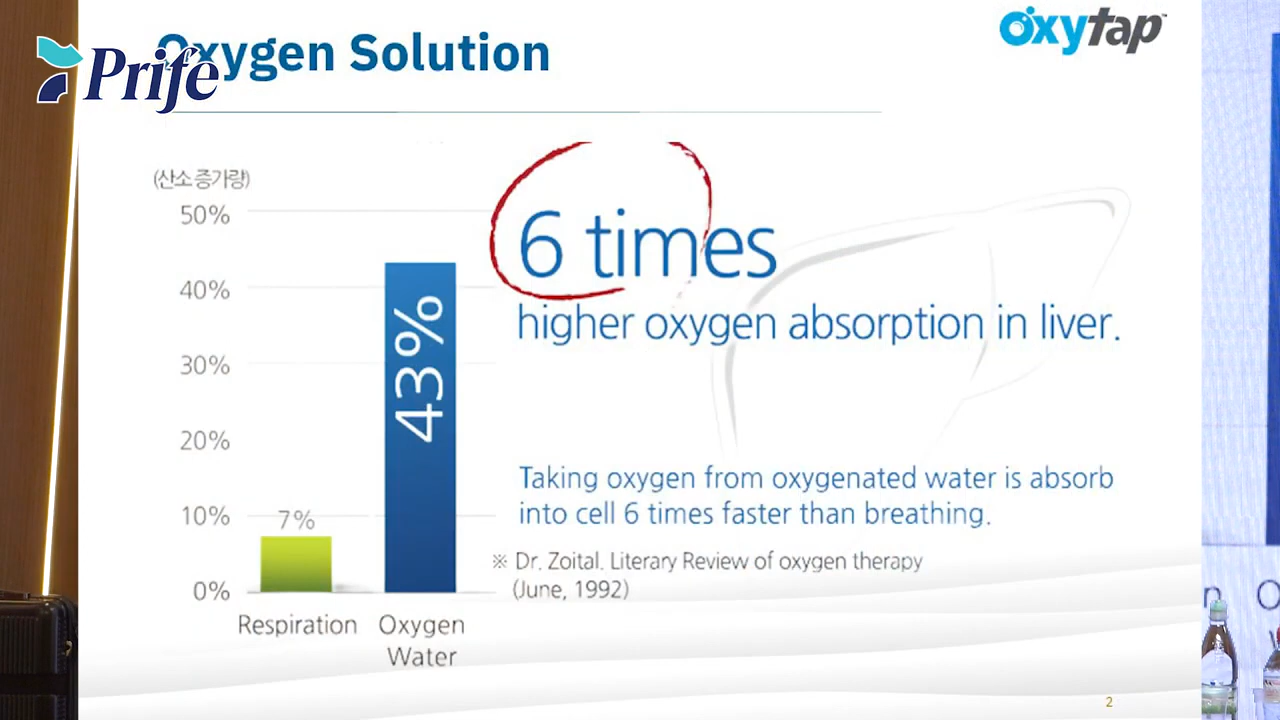 Prife
Oxygen Solution
oxytap™
(산소 증가량)
50%
40%
30%
20%
10%
0%
7%
43%
Respiration
Oxygen
Water
6 times
higher oxygen absorption in liver.
Taking oxygen from oxygenated water is absorb
into cell 6 times faster than breathing.
※ Dr. Zoital. Literary Review of oxygen therapy
(June, 1992)
2
n O